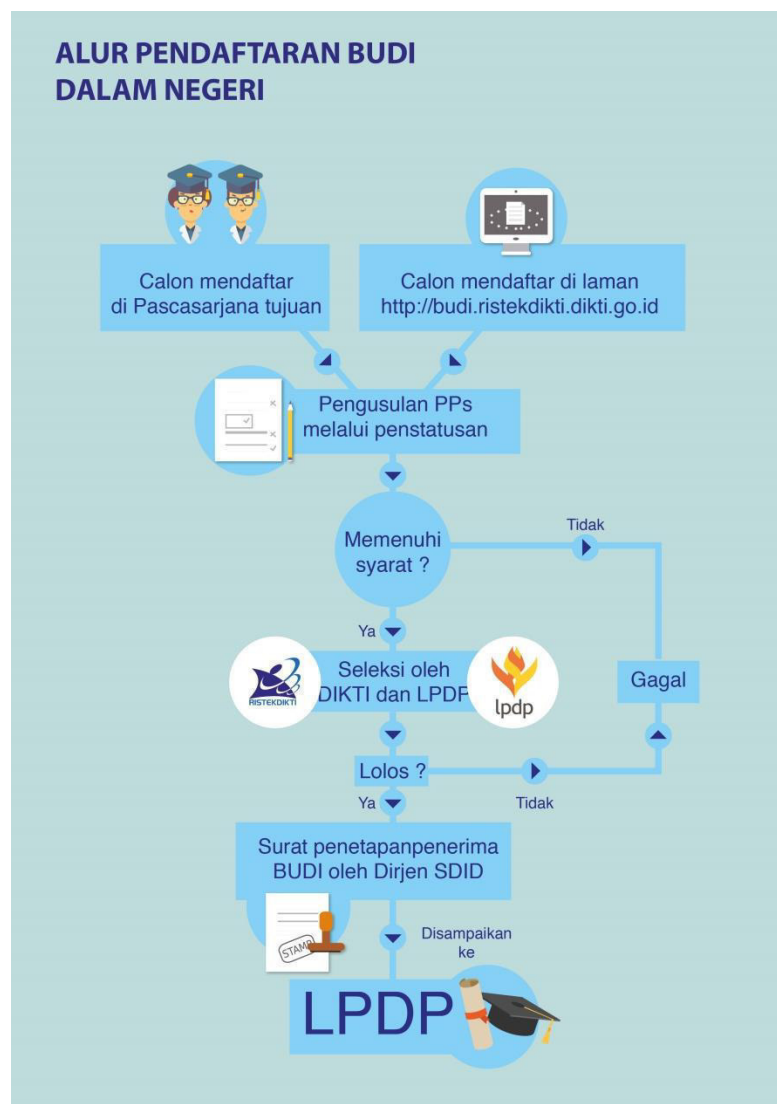 ALUR PENDAFTARAN BUDI
DALAM NEGERI
Calon mendaftar
di Pascasarjana tujuan
Calon mendaftar di laman
http://budi.ristekdikti.dikti.go.id
Pengusulan PPs
melalui penstatusan
Memenuhi
syarat ?
Tidak
Ya
Seleksi oleh
DIKTI dan LPDP
RISTEKDIKTI
lpdp
Gagal
Lolos ?
Ya
Tidak
Surat penetapanpenerima
BUDI oleh Dirjen SDID
STAMP
Disampaikan
ke
LPDP